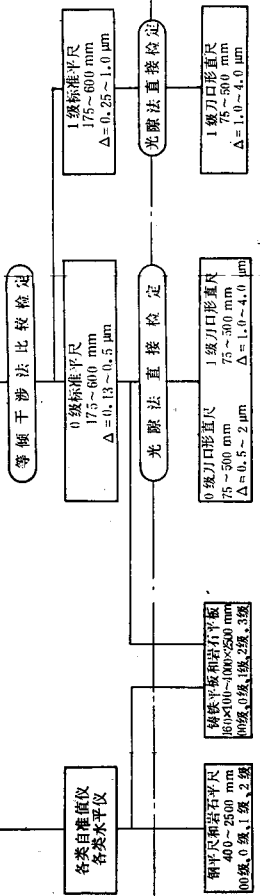 等倾干涉法比较检定
各类自准值仪
各类水平仪
0级标准平尺
175~600 mm
Δ=0.13~0.5 μm
1级标准平尺
175~600 mm
Δ=0.25~1.0 μm
光隙法直接检定
光隙法直接检定
钢平尺和岩石平尺
400~2500 mm
00级,0级,1级,2级
铸铁平板和岩石平板
160×100~1000×2500 mm
00级,0级,1级,2级,3级
0级刀口形直尺
75~500 mm
Δ=0.5~2 μm
1级刀口形直尺
75~500 mm
Δ=1.0~4.0 μm
1级刀口形直尺
75~500 mm
Δ=1.0~4.0 μm